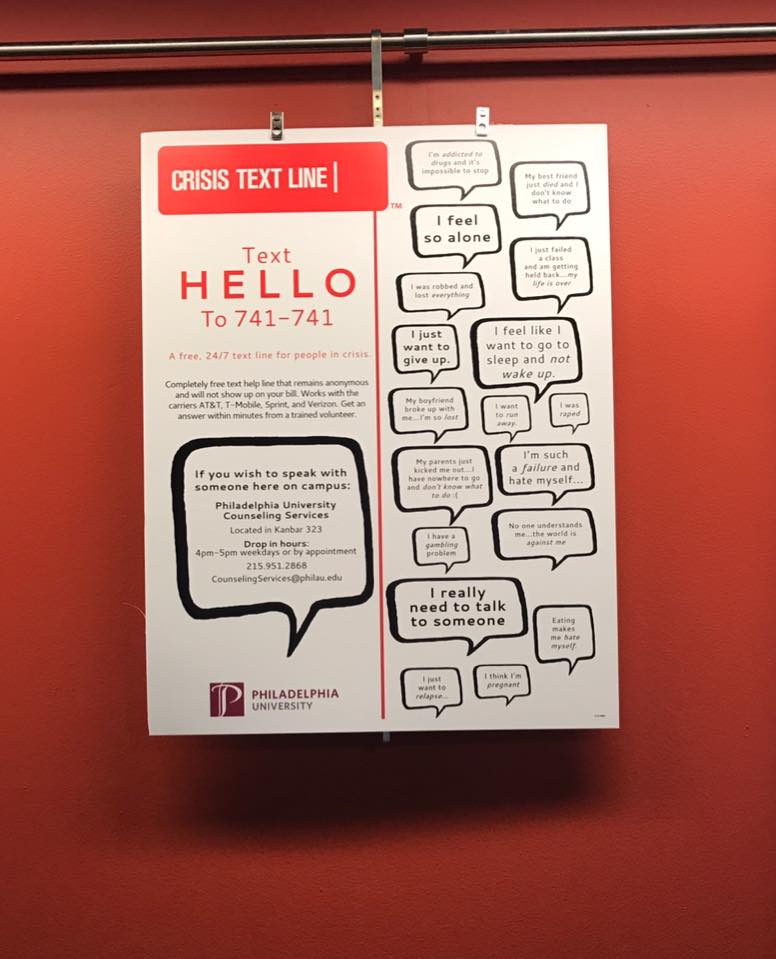 CRISIS TEXT LINE|
TM
Text
HELLO
To 741-741
A free, 24/7 text line for people in crisis.
Completely free text help line that remains anonymous
and will not show up on your bill. Works with the
carriers AT&T, T-Mobile, Sprint, and Verizon. Get an
answer within minutes from a trained volunteer.
If you wish to speak with
someone here on campus:
Philadelphia University
Counseling Services
Located in Kanbar 323
Drop in hours:
4pm-5pm weekdays or by appointment
215.951.2868
CounselingServices@philau.edu
PHILADELPHIA
UNIVERSITY
I'm addicted to
drugs and it's
impossible to stop
My best friend
just died and I
don't know
what to do
I feel
so alone
I just failed
a class
and am getting
held back...my
life is over
I was robbed and
lost everything
I just
want to
give up.
I feel like I
want to go to
sleep and not
wake up.
My boyfriend
broke up with
me...I'm so lost
I want
to run
away.
I was
raped
My parents just
kicked me out...I
have nowhere to go
and don't know what
to do :(
I'm such
a failure and
hate myself...
I have a
gambling
problem
No one understands
me...the world is
against me
I really
need to talk
to someone
Eating
makes
me hate
myself.
I just
want to
relapse...
I think I'm
pregnant